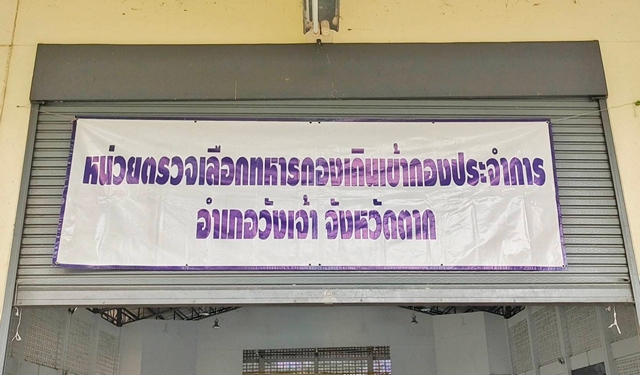 หน่วยตรวจเลือกทหารกองเกินเข้ากองประจำการ
อำเภอวังเจ้า จังหวัดตาก